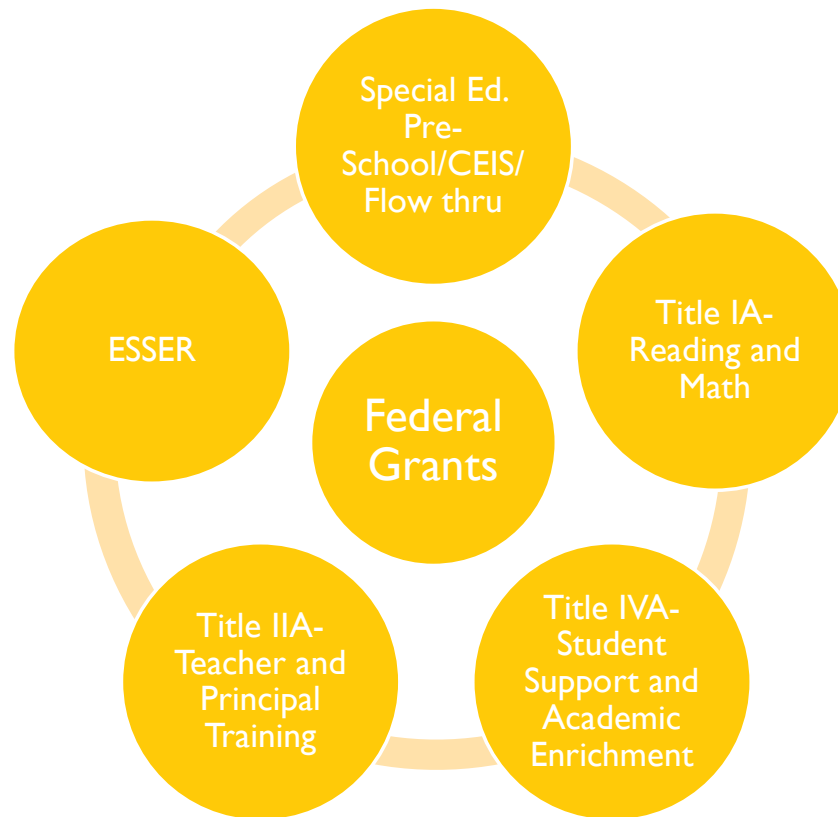 Special Ed.
Pre-
School/CEIS/
Flow thru
Title IA-
Reading and
Math
ESSER
Federal
Grants
Title IVA-
Student
Support and
Academic
Enrichment
Title IIA-
Teacher and
Principal
Training